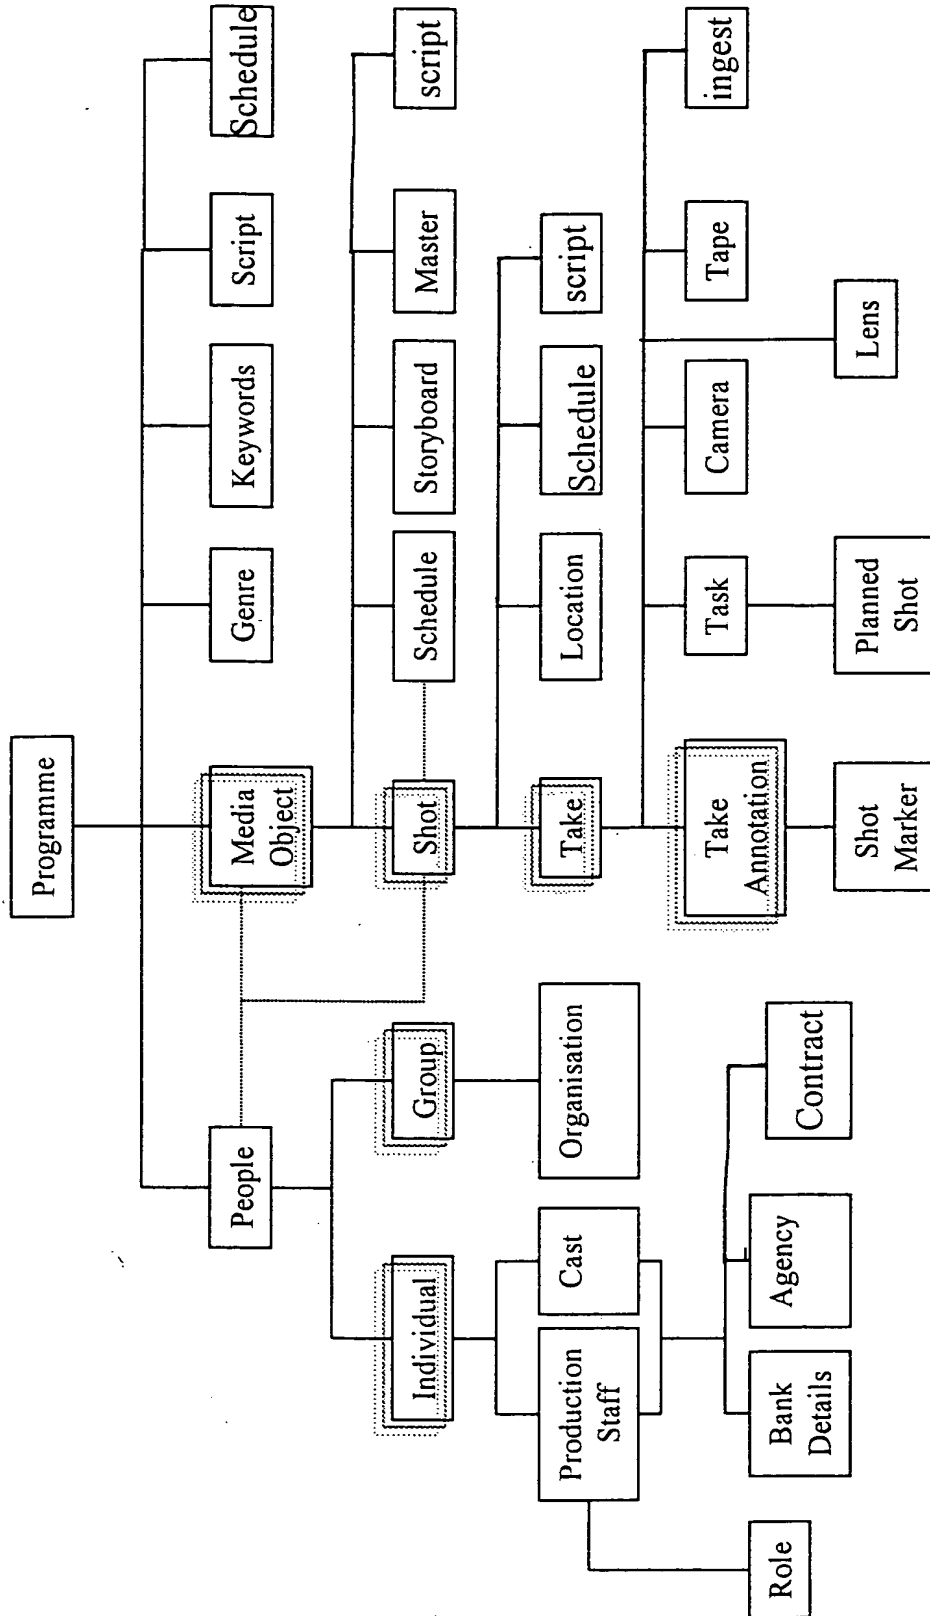 Programme
People
Media
Object
Genre
Keywords
Script
Schedule
Individual
Group
Shot
Schedule
Storyboard
Master
script
Production
Staff
Cast
Organisation
Take
Location
Schedule
script
Role
Bank
Details
Agency
Contract
Take
Annotation
Task
Camera
Tape
ingest
Shot
Marker
Planned
Shot
Lens